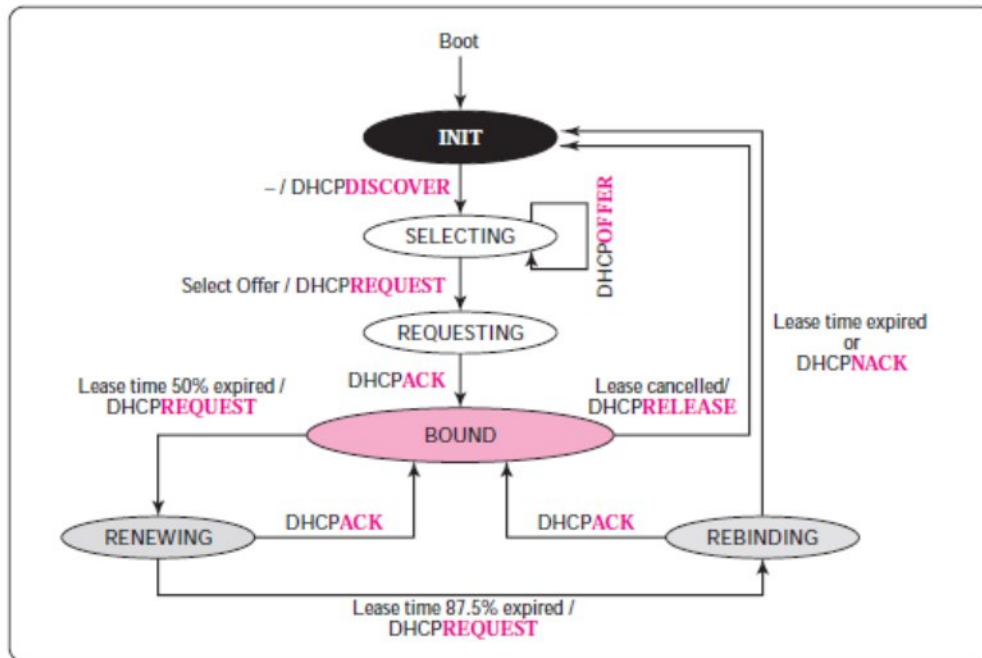 Boot
INIT
– / DHCPDISCOVER
SELECTING
DHCPOFFER
Select Offer / DHCPREQUEST
REQUESTING
Lease time expired
or
DHCPNACK
DHCPACK
Lease time 50% expired /
DHCPREQUEST
Lease cancelled/
DHCPRELEASE
BOUND
DHCPACK
DHCPACK
RENEWING
REBINDING
Lease time 87.5% expired /
DHCPREQUEST